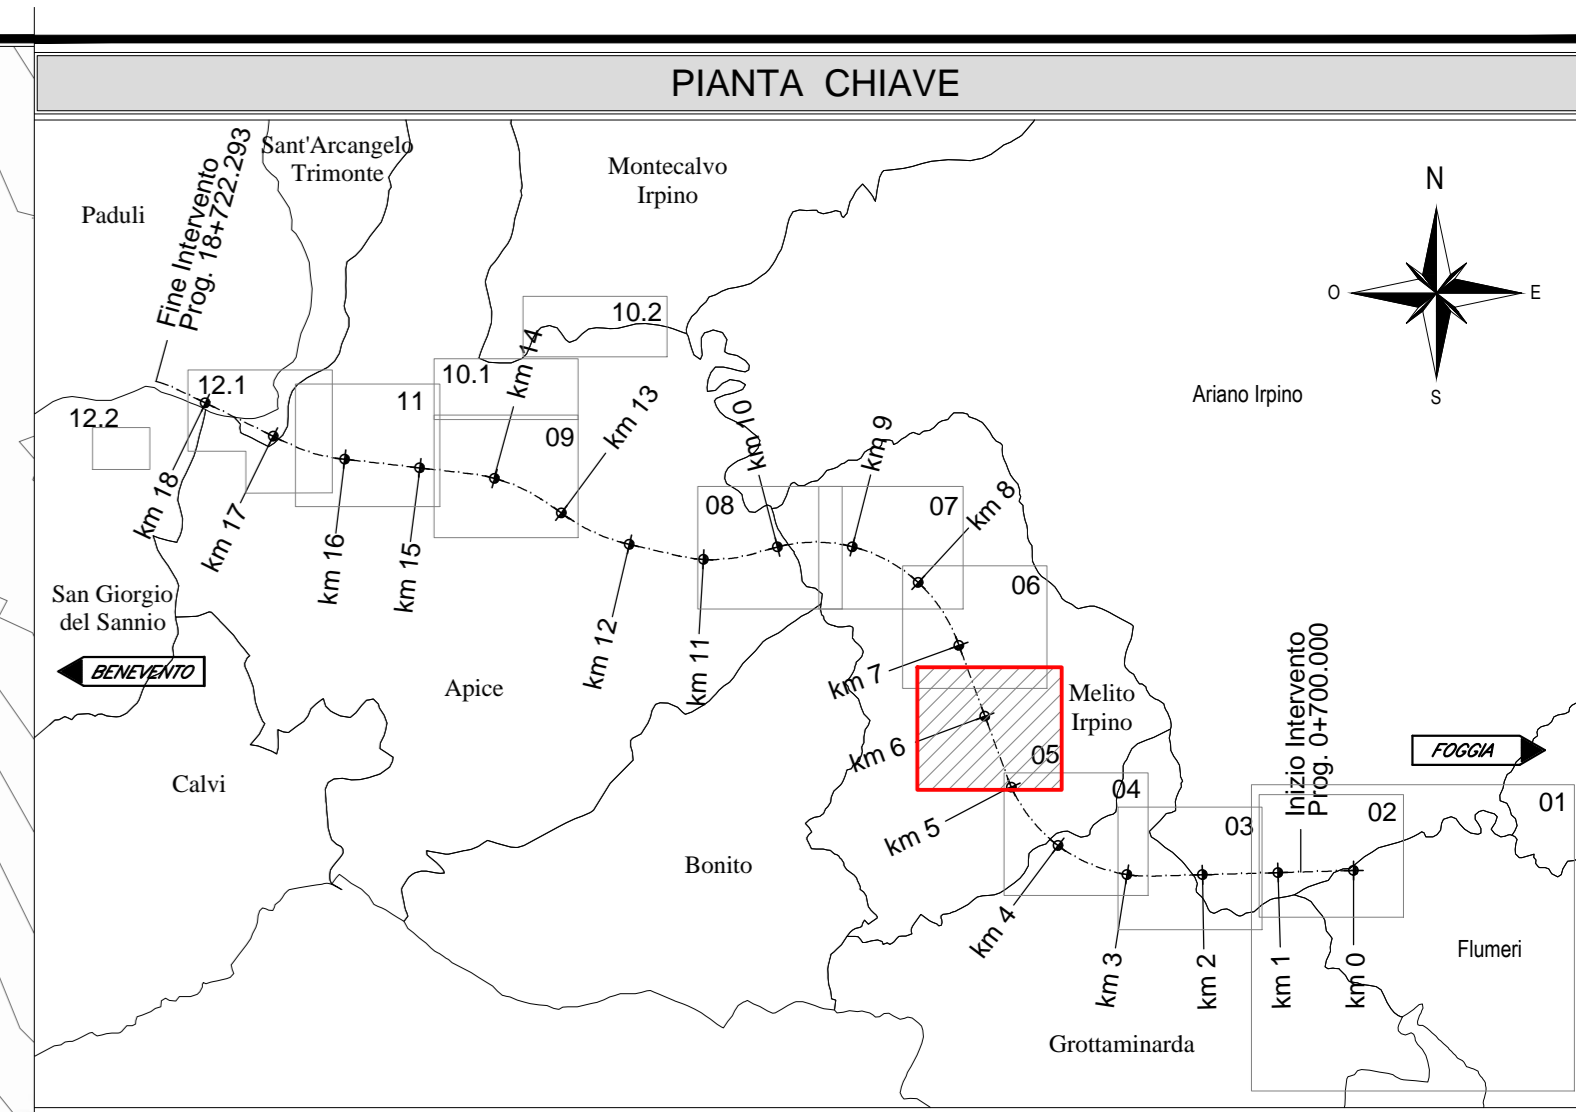 PIANTA CHIAVE
Sant'Arcangelo
Trimonte
Montecalvo
Irpino
Paduli
Fine Intervento
Prog. 18+722.293
N
O
E
S
Ariano Irpino
10.2
10.1
km 14
12.1
11
12.2
09
km 13
km 10
km 9
km 18
km 17
km 16
km 15
08
07
km 8
06
San Giorgio
del Sannio
BENEVENTO
km 12
km 11
km 7
Apice
Melito
Irpino
km 6
05
Inizio Intervento
Prog. 0+700.000
FOGGIA
Calvi
04
03
02
01
km 5
Bonito
km 4
km 3
km 2
km 1
km 0
Flumeri
Grottaminarda